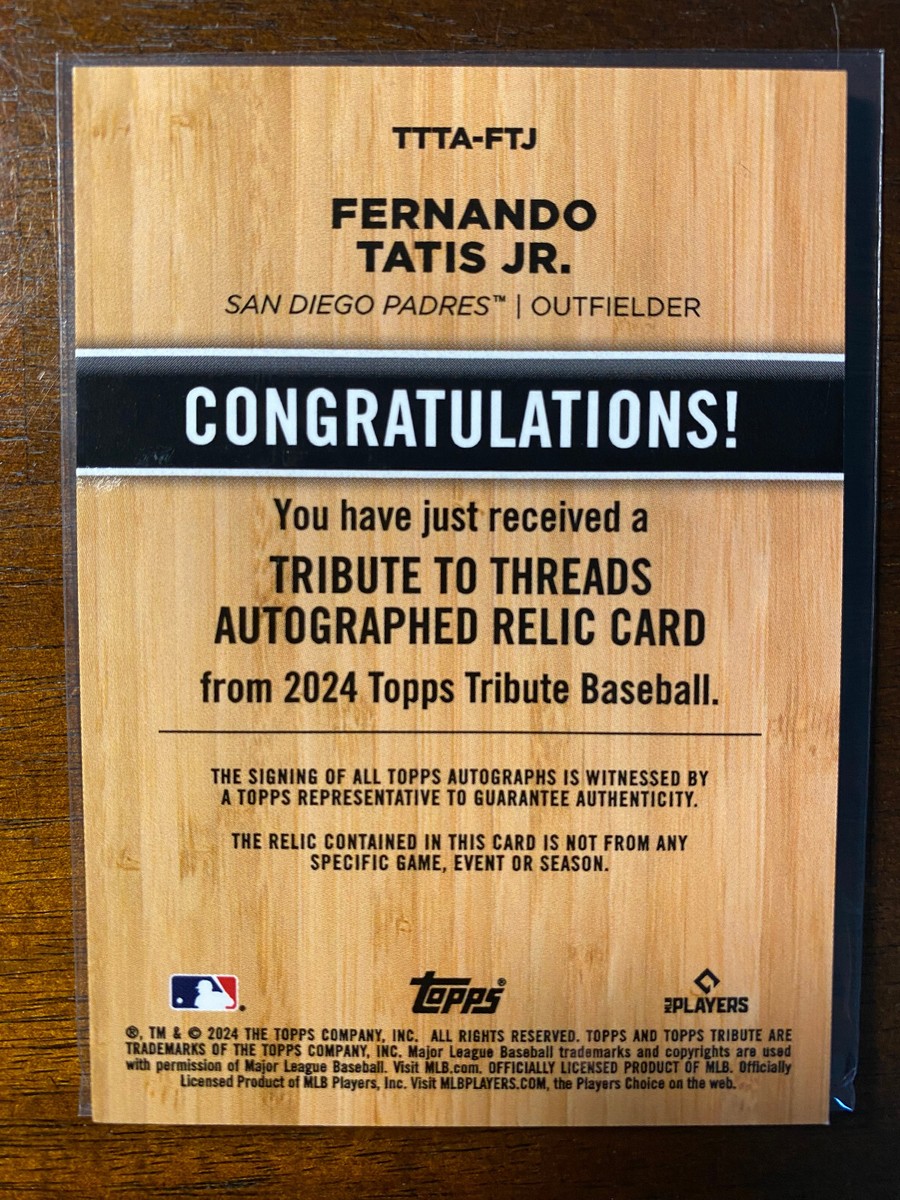 TTTA-FTJ
FERNANDO
TATIS JR.
SAN DIEGO PADRES™ | OUTFIELDER
CONGRATULATIONS!
You have just received a
TRIBUTE TO THREADS
AUTOGRAPHED RELIC CARD
from 2024 Topps Tribute Baseball.
THE SIGNING OF ALL TOPPS AUTOGRAPHS IS WITNESSED BY
A TOPPS REPRESENTATIVE TO GUARANTEE AUTHENTICITY.
THE RELIC CONTAINED IN THIS CARD IS NOT FROM ANY
SPECIFIC GAME, EVENT OR SEASON.
topps® MLB PLAYERS
®, TM & © 2024 THE TOPPS COMPANY, INC. ALL RIGHTS RESERVED. TOPPS AND TOPPS TRIBUTE ARE
TRADEMARKS OF THE TOPPS COMPANY, INC. Major League Baseball trademarks and copyrights are used
with permission of Major League Baseball. Visit MLB.com. OFFICIALLY LICENSED PRODUCT OF MLB. Officially
Licensed Product of MLB Players, Inc. Visit MLBPLAYERS.COM, the Players Choice on the web.